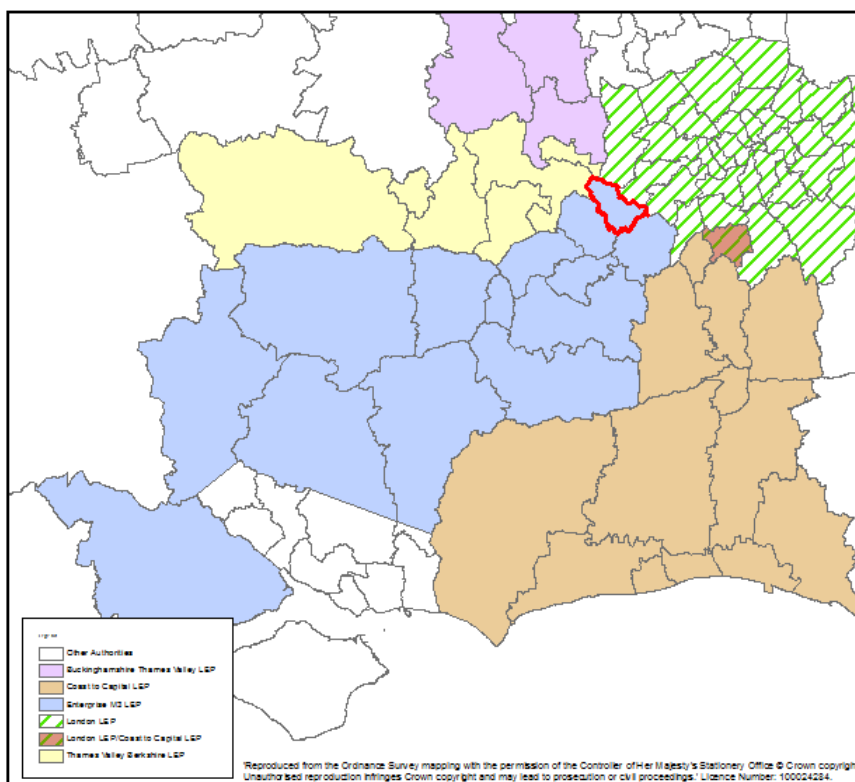 Other Authorities
Buckinghamshire Thames Valley LEP
Coast to Capital LEP
Enterprise M3 LEP
London LEP
London LEP/Coast to Capital LEP
Thames Valley Berkshire LEP
'Reproduced from the Ordnance Survey mapping with the permission of the Controller of Her Majesty's Stationery Office © Crown copyrigh
Unauthorised reproduction infringes Crown copyright and may lead to prosecution or civil proceedings.' Licence Number: 100024284.